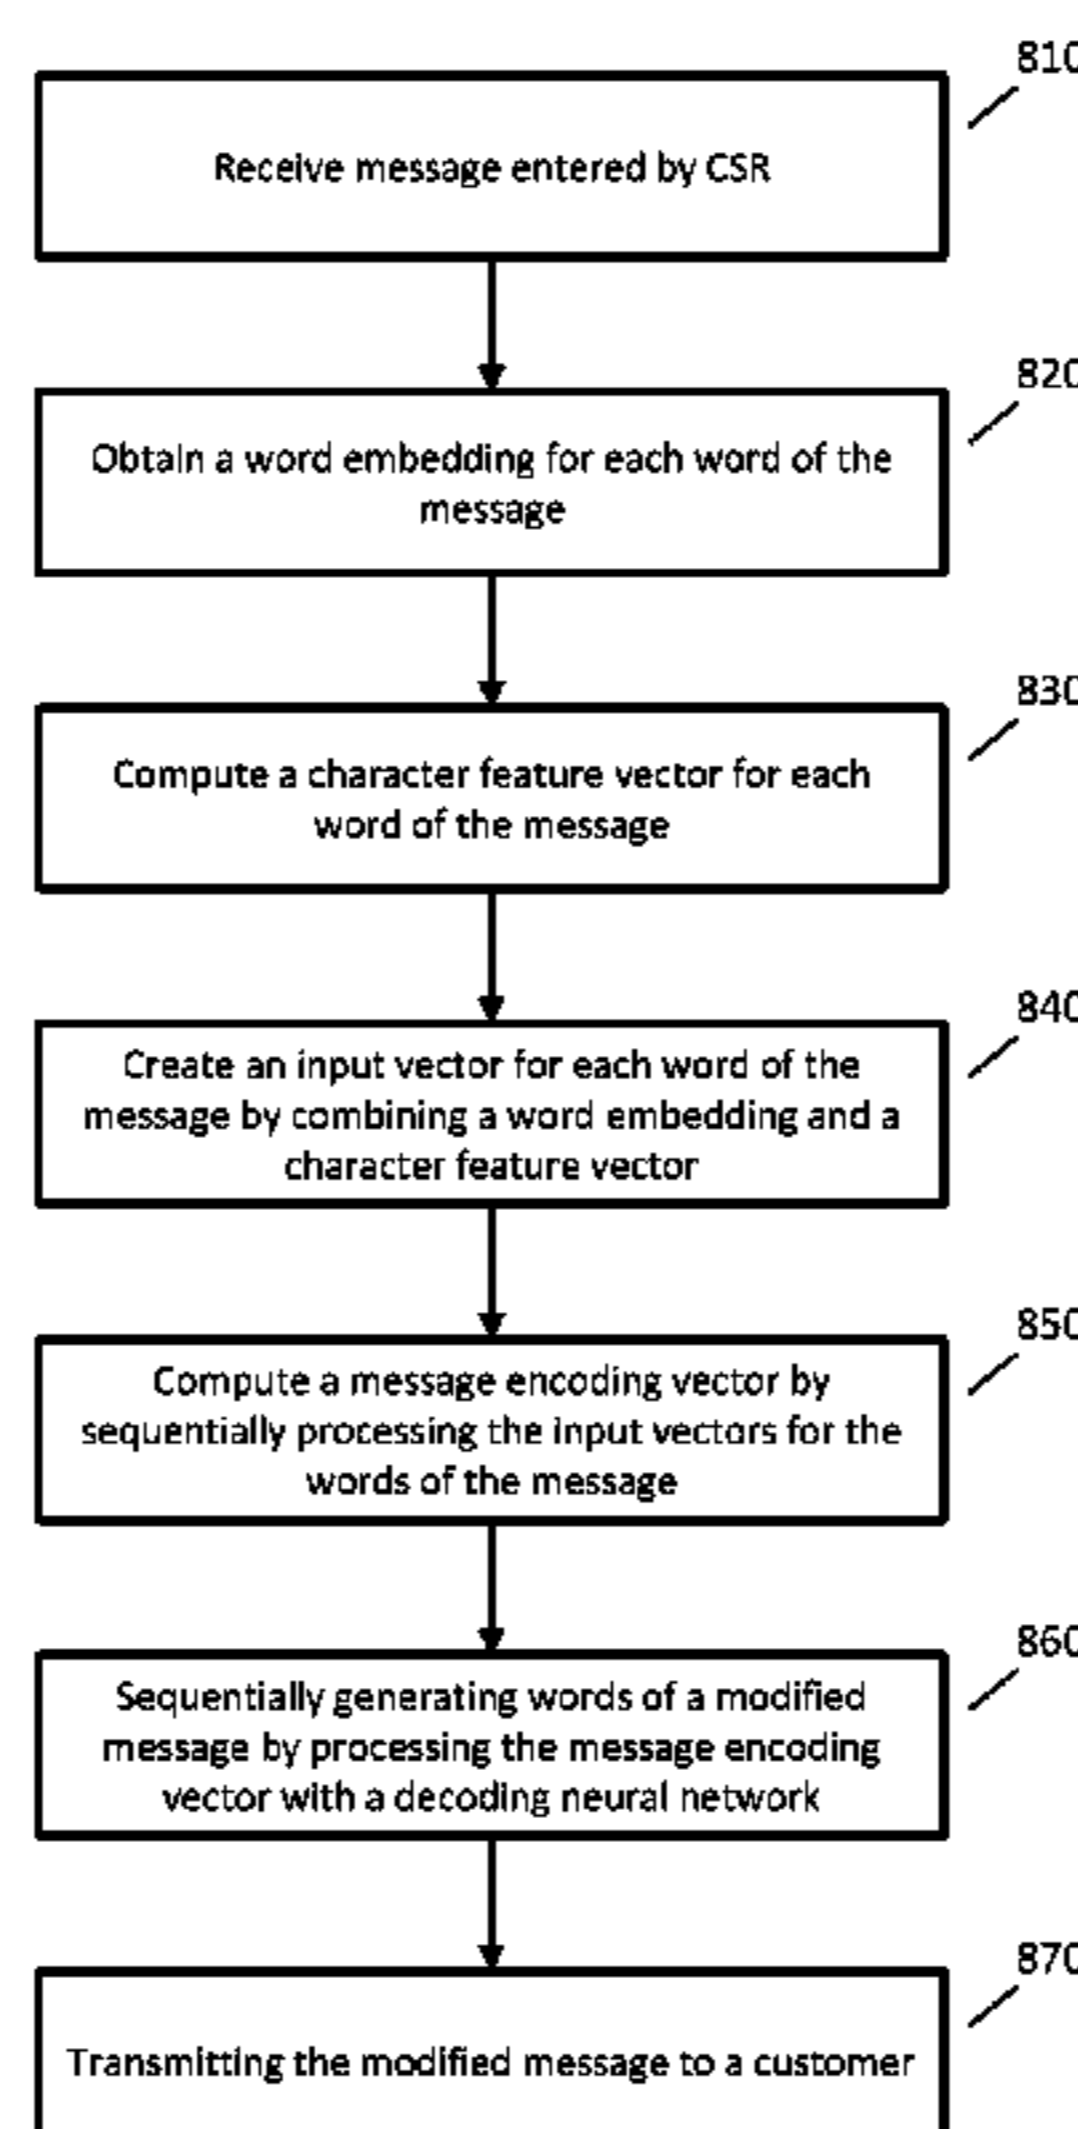 810
Receive message entered by CSR
820
Obtain a word embedding for each word of the
message
830
Compute a character feature vector for each
word of the message
840
Create an input vector for each word of the
message by combining a word embedding and a
character feature vector
850
Compute a message encoding vector by
sequentially processing the input vectors for the
words of the message
860
Sequentially generating words of a modified
message by processing the message encoding
vector with a decoding neural network
870
Transmitting the modified message to a customer